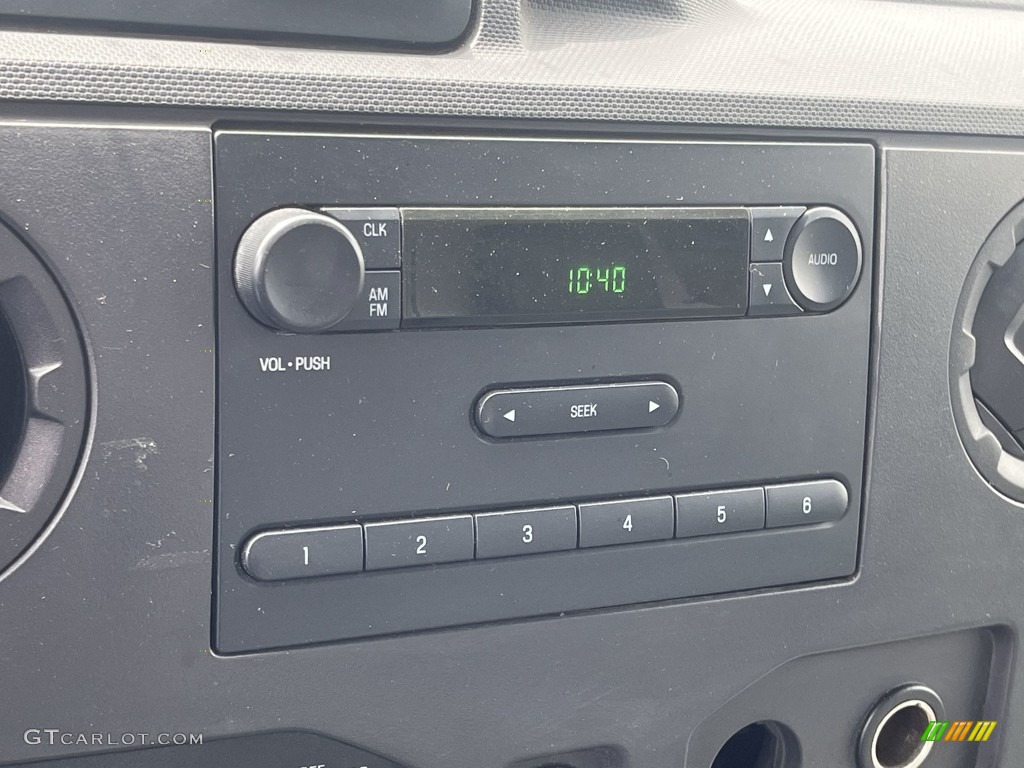 CLK
10:40
AUDIO
AM
FM
VOL•PUSH
◄ SEEK ►
1 2 3 4 5 6
GTCARLOT.COM